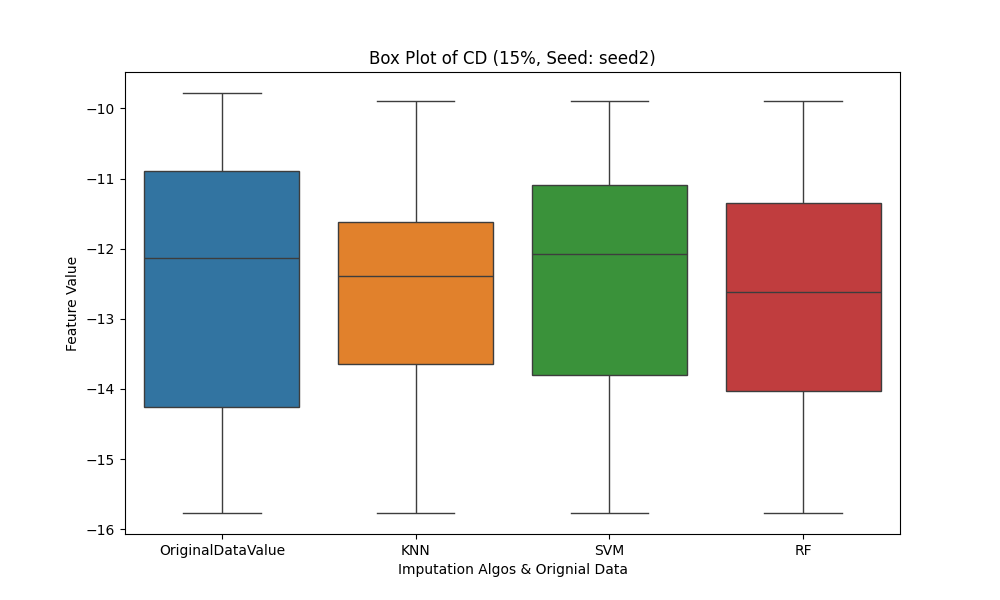 Box Plot of CD (15%, Seed: seed2)
Feature Value
−10
−11
−12
−13
−14
−15
−16
OriginalDataValue
KNN
SVM
RF
Imputation Algos & Orignial Data